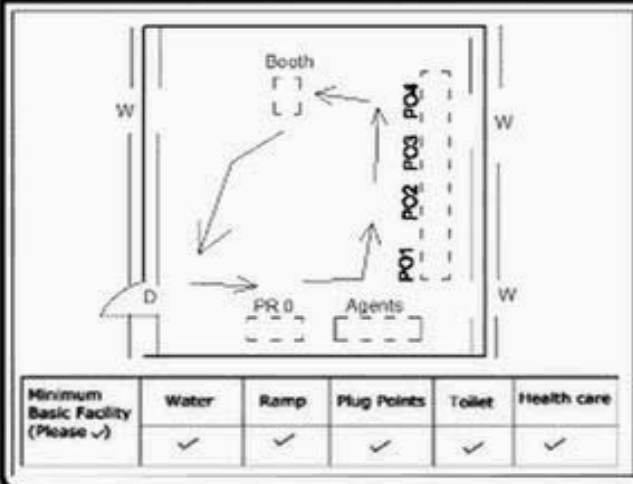 Booth
W
W
PO4
PO3
PO2
PO1
D
W
PR 0
Agents
Minimum
Basic Facility
(Please ✓)
Water
Ramp
Plug Points
Toilet
Health care
✓ ✓ ✓ ✓ ✓